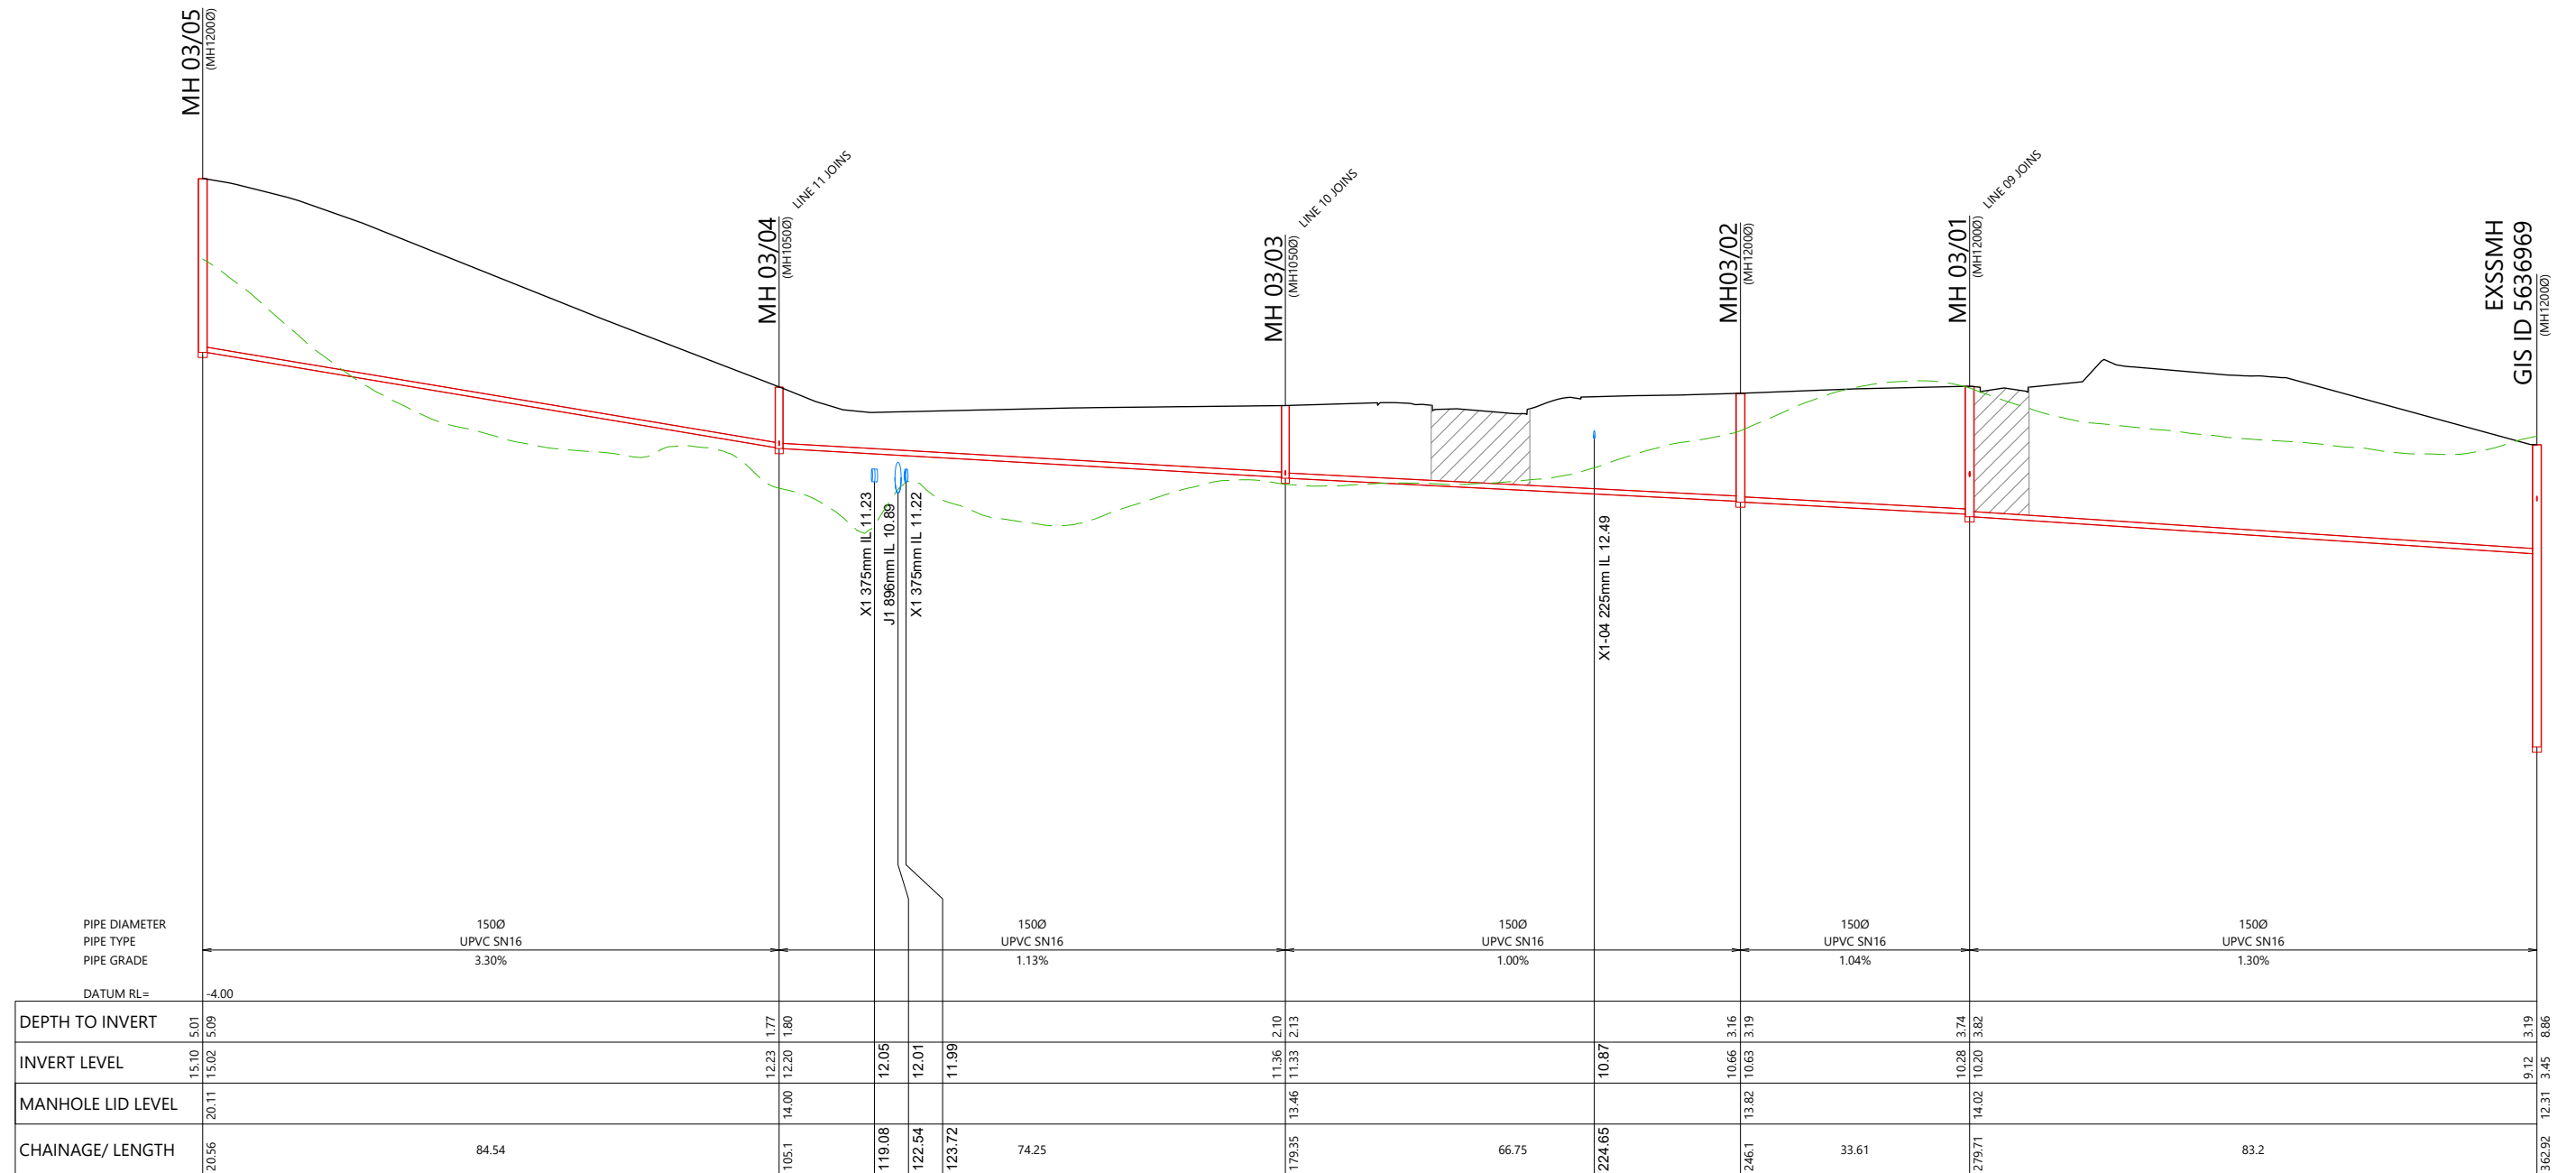 MH 03/05
(MH1200Ø)
MH 03/04
(MH1050Ø)
LINE 11 JOINS
MH 03/03
(MH1050Ø)
LINE 10 JOINS
MH03/02
(MH1200Ø)
MH 03/01
(MH1200Ø)
LINE 09 JOINS
EXSSMH
GIS ID 5636969
(MH1200Ø)
X1 375mm IL 11.23
J1 896mm IL 10.89
X1 375mm IL 11.22
X1-04 225mm IL 12.49
PIPE DIAMETER 150Ø 150Ø 150Ø 150Ø 150Ø
PIPE TYPE UPVC SN16 UPVC SN16 UPVC SN16 UPVC SN16 UPVC SN16
PIPE GRADE 3.30% 1.13% 1.00% 1.04% 1.30%
DATUM RL= -4.00
DEPTH TO INVERT 5.01 5.09 1.77 1.80 2.10 2.13 3.16 3.19 3.74 3.82 3.19 8.86
INVERT LEVEL 15.10 15.02 12.23 12.20 12.05 12.01 11.99 11.36 11.33 10.87 10.66 10.63 10.28 10.20 9.12 3.45
MANHOLE LID LEVEL 20.11 14.00 13.46 13.82 14.02 12.31
CHAINAGE/ LENGTH 20.56 84.54 105.1 119.08 122.54 123.72 74.25 179.35 66.75 224.65 246.1 33.61 279.71 83.2 362.92